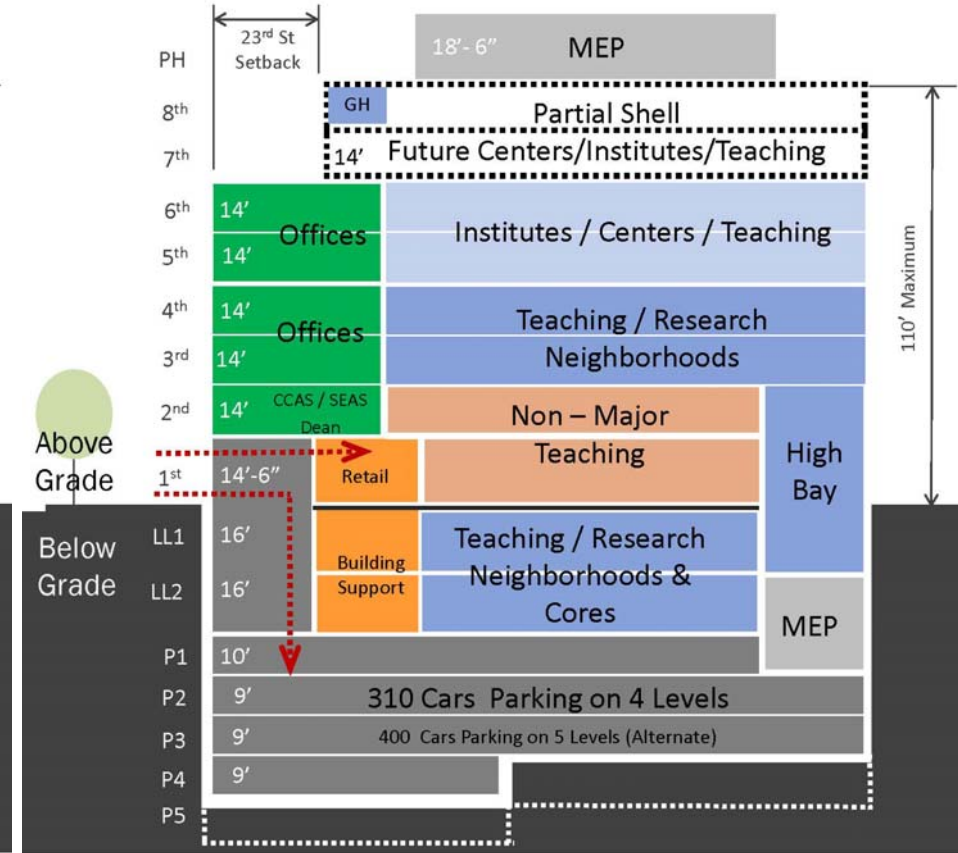 23rd St
Setback
PH
18'- 6"
MEP
8th
GH
Partial Shell
7th
14'
Future Centers/Institutes/Teaching
6th
14'
Offices
Institutes / Centers / Teaching
5th
14'
110' Maximum
4th
14'
Offices
Teaching / Research
Neighborhoods
3rd
14'
2nd
14'
CCAS / SEAS
Dean
Non – Major
Teaching
High
Bay
Above
Grade
1st
14'-6"
Retail
Below
Grade
LL1
16'
Building
Support
Teaching / Research
Neighborhoods &
Cores
LL2
16'
MEP
P1
10'
P2
9'
310 Cars Parking on 4 Levels
P3
9'
400 Cars Parking on 5 Levels (Alternate)
P4
9'
P5